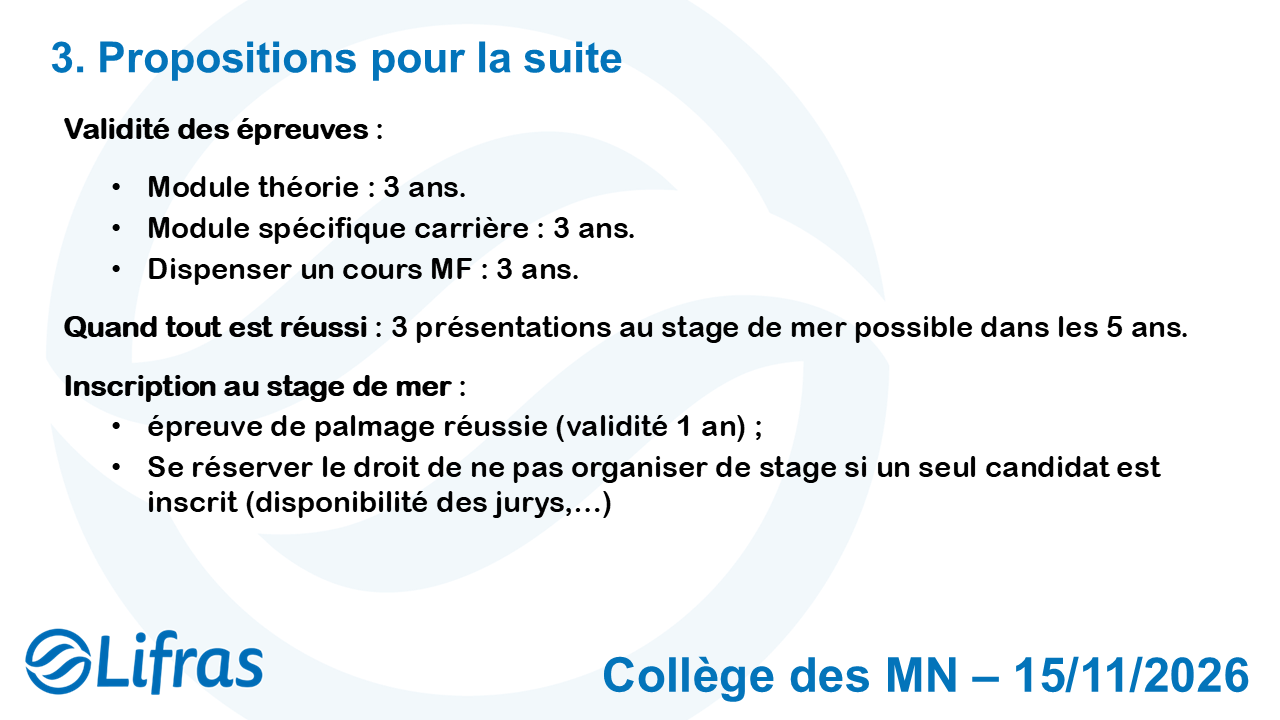 3. Propositions pour la suite
Validité des épreuves :
• Module théorie : 3 ans.
• Module spécifique carrière : 3 ans.
• Dispenser un cours MF : 3 ans.
Quand tout est réussi : 3 présentations au stage de mer possible dans les 5 ans.
Inscription au stage de mer :
• épreuve de palmage réussie (validité 1 an) ;
• Se réserver le droit de ne pas organiser de stage si un seul candidat est
inscrit (disponibilité des jurys,…)
Lifras
Collège des MN – 15/11/2026